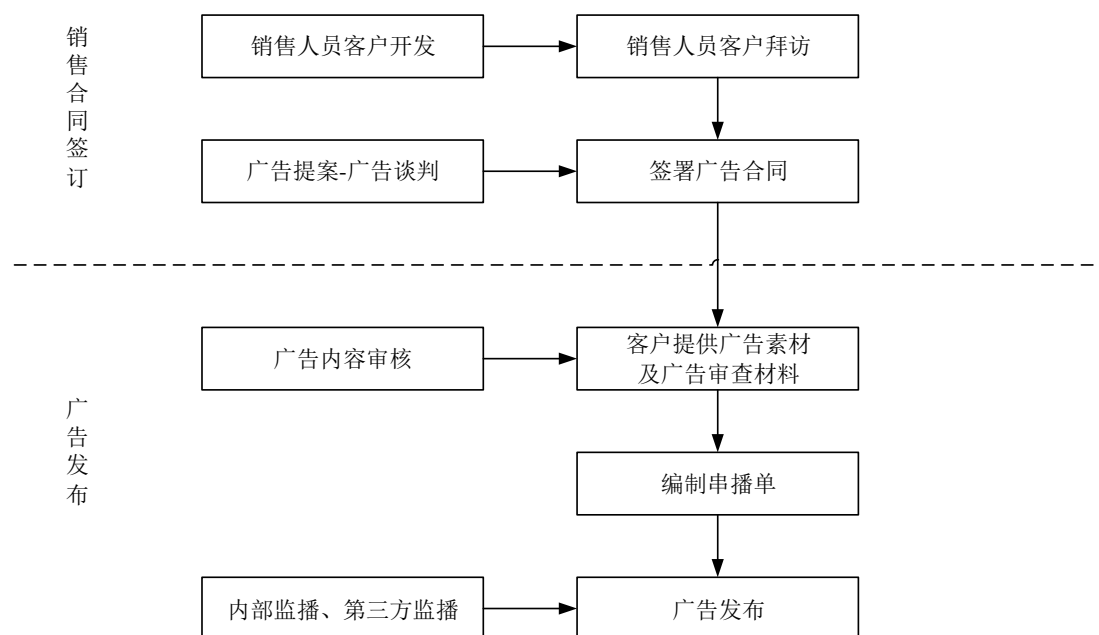 销售合同签订
销售人员客户开发
销售人员客户拜访
广告提案-广告谈判
签署广告合同
广告发布
广告内容审核
客户提供广告素材
及广告审查材料
编制串播单
内部监播、第三方监播
广告发布